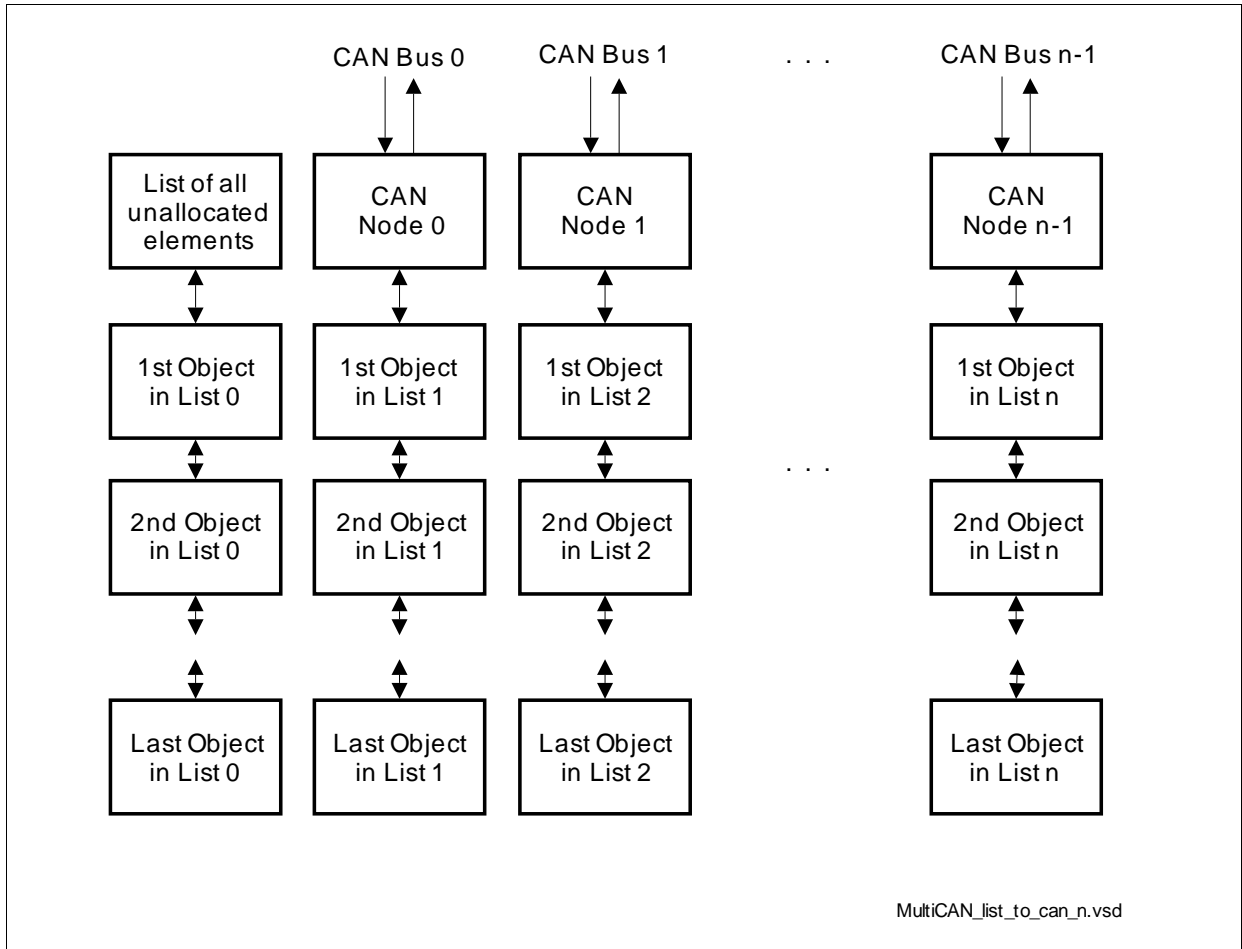 CAN Bus 0
CAN Bus 1
. . .
CAN Bus n-1
List of all
unallocated
elements
CAN
Node 0
CAN
Node 1
CAN
Node n-1
1st Object
in List 0
1st Object
in List 1
1st Object
in List 2
1st Object
in List n
. . .
2nd Object
in List 0
2nd Object
in List 1
2nd Object
in List 2
2nd Object
in List n
Last Object
in List 0
Last Object
in List 1
Last Object
in List 2
Last Object
in List n
MultiCAN_list_to_can_n.vsd